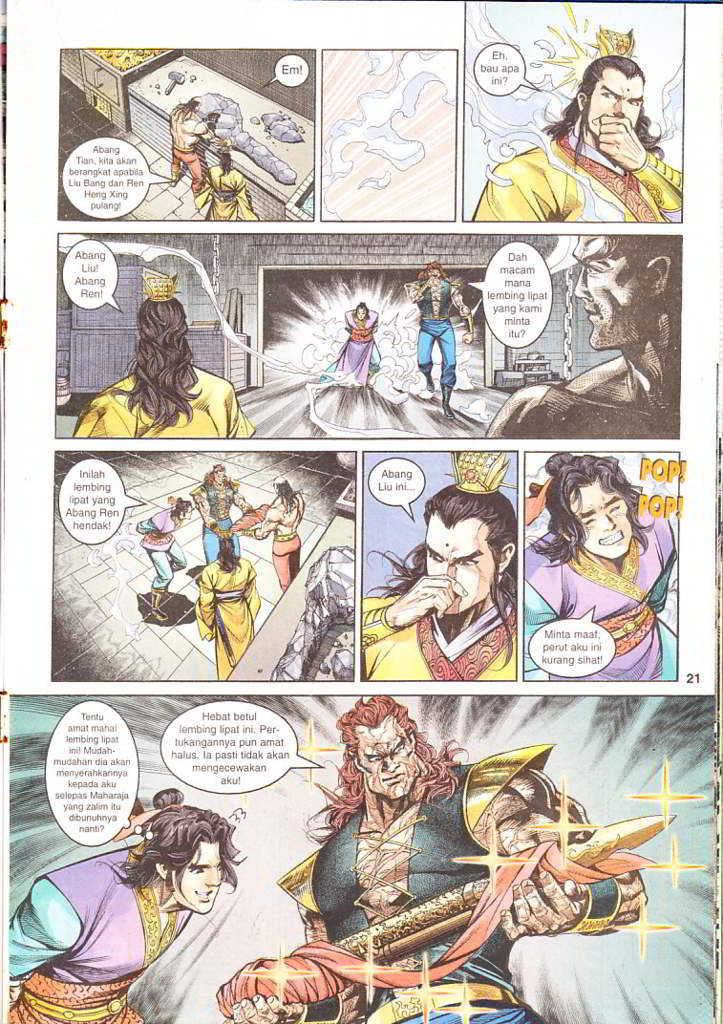 Abang
Tian, kita akan
berangkat apabila
Liu Bang dan Ren
Heng Xing
pulang!
Em!
Eh,
bau apa
ini?
Abang
Liu!
Abang
Ren!
Dah
macam
mana
lembing lipat
yang kami
minta
itu?
Inilah
lembing
lipat yang
Abang Ren
hendak!
Abang
Liu ini...
POP!
POP!
Minta maaf,
perut aku ini
kurang sihat!
21
Tentu
amat mahal
lembing lipat
ini! Mudah-
mudahan dia akan
menyerahkannya
kepada aku
selepas Maharaja
yang zalim itu
dibunuhnya
nanti?
Hebat betul
lembing lipat ini. Per-
tukangannya pun amat
halus. Ia pasti tidak akan
mengecewakan
aku!